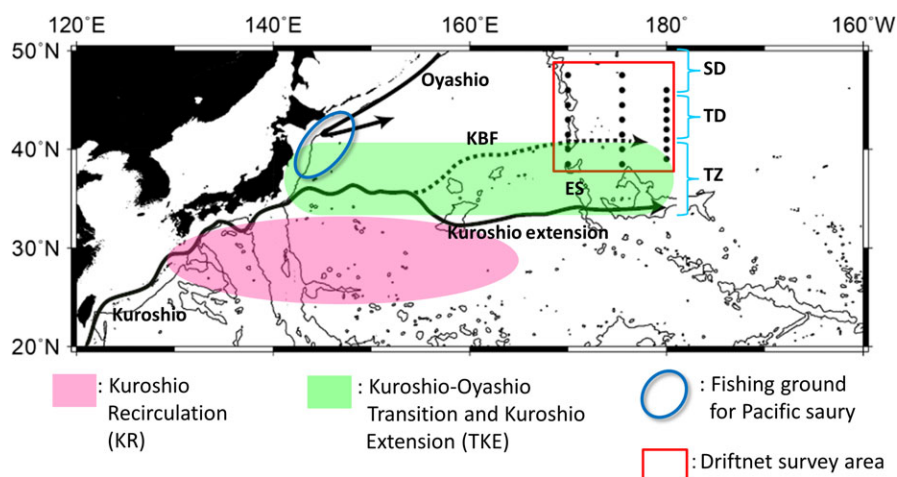 120°E 140°E 160°E 180° 160°W
50°N
40°N
30°N
20°N
Oyashio
KBF
ES
Kuroshio extension
Kuroshio
SD
TD
TZ
: Kuroshio
Recirculation
(KR)
: Kuroshio-Oyashio
Transition and Kuroshio
Extension (TKE)
: Fishing ground
for Pacific saury
: Driftnet survey area